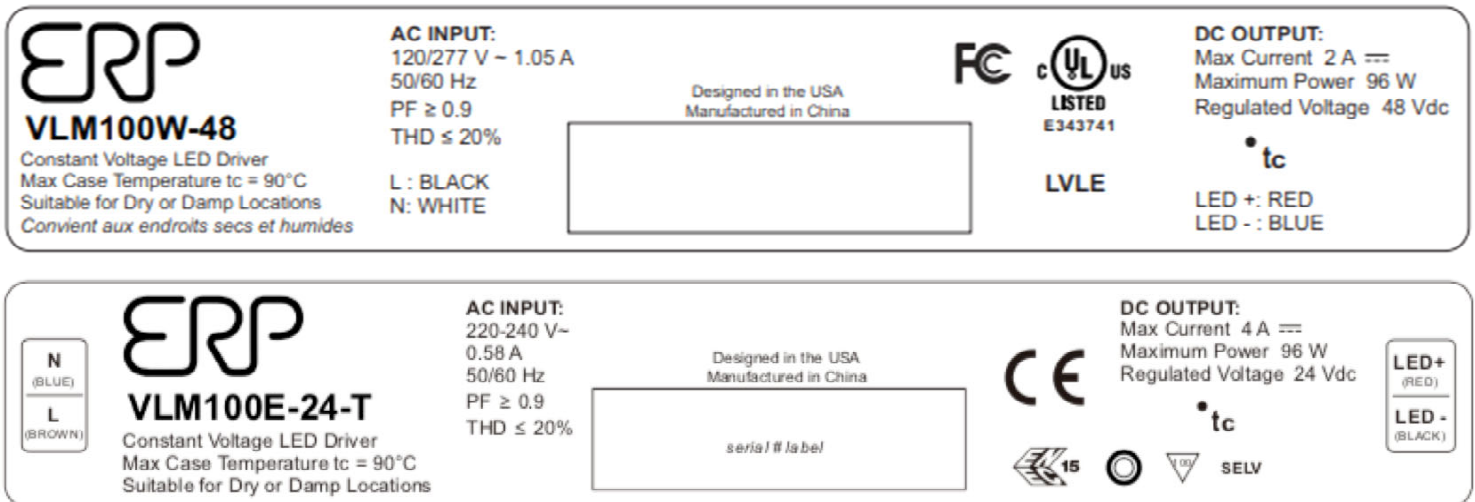 ERP
VLM100W-48
Constant Voltage LED Driver
Max Case Temperature tc = 90°C
Suitable for Dry or Damp Locations
Convient aux endroits secs et humides
AC INPUT:
120/277 V ~ 1.05 A
50/60 Hz
PF ≥ 0.9
THD ≤ 20%
L : BLACK
N: WHITE
Designed in the USA
Manufactured in China
FC
c UL US
LISTED
E343741
LVLE
DC OUTPUT:
Max Current 2 A ⎓
Maximum Power 96 W
Regulated Voltage 48 Vdc
tc
LED +: RED
LED - : BLUE
N
(BLUE)
L
(BROWN)
ERP
VLM100E-24-T
Constant Voltage LED Driver
Max Case Temperature tc = 90°C
Suitable for Dry or Damp Locations
AC INPUT:
220-240 V~
0.58 A
50/60 Hz
PF ≥ 0.9
THD ≤ 20%
Designed in the USA
Manufactured in China
serial # label
CE
15
SELV
DC OUTPUT:
Max Current 4 A ⎓
Maximum Power 96 W
Regulated Voltage 24 Vdc
tc
LED+
(RED)
LED -
(BLACK)